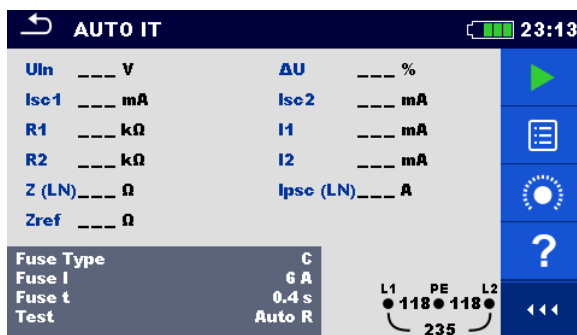 AUTO IT 23:13
Uln ___ V ΔU ___ %
Isc1 ___ mA Isc2 ___ mA
R1 ___ kΩ I1 ___ mA
R2 ___ kΩ I2 ___ mA
Z (LN)___ Ω Ipsc (LN)___ A
Zref ___ Ω
Fuse Type C
Fuse I 6 A
Fuse t 0.4 s
Test Auto R
L1 PE L2
118 118
235
?